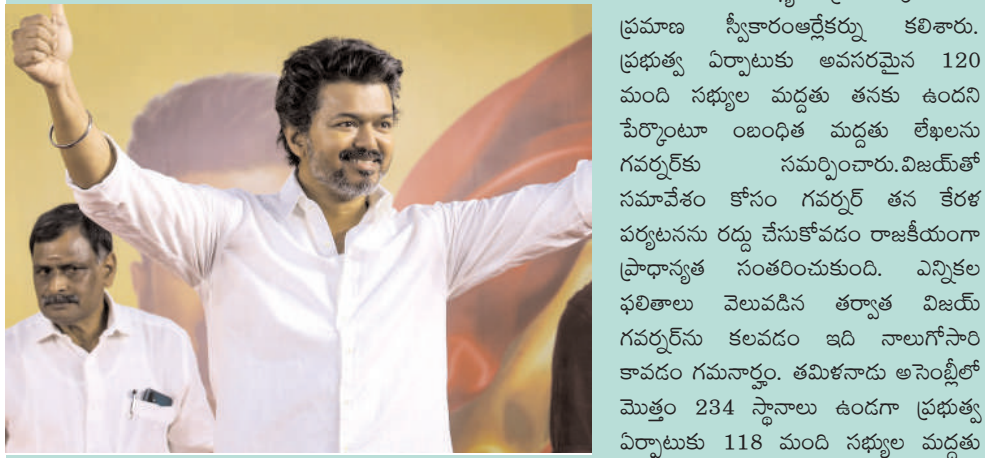 ప్రమాణ స్వీకారంఆర్లేకర్ను కలిశారు.
ప్రభుత్వ ఏర్పాటుకు అవసరమైన 120
మంది సభ్యుల మద్దతు తనకు ఉందని
పేర్కొంటూ ంబంధిత మద్దతు లేఖలను
గవర్నర్‌కు సమర్పించారు.విజయ్‌తో
సమావేశం కోసం గవర్నర్ తన కేరళ
పర్యటనను రద్దు చేసుకోవడం రాజకీయంగా
ప్రాధాన్యత సంతరించుకుంది. ఎన్నికల
ఫలితాలు వెలువడిన తర్వాత విజయ్
గవర్నర్‌ను కలవడం ఇది నాలుగోసారి
కావడం గమనార్హం. తమిళనాడు అసెంబ్లీలో
మొత్తం 234 స్థానాలు ఉండగా ప్రభుత్వ
ఏర్పాటుకు 118 మంది సభ్యుల మద్దతు